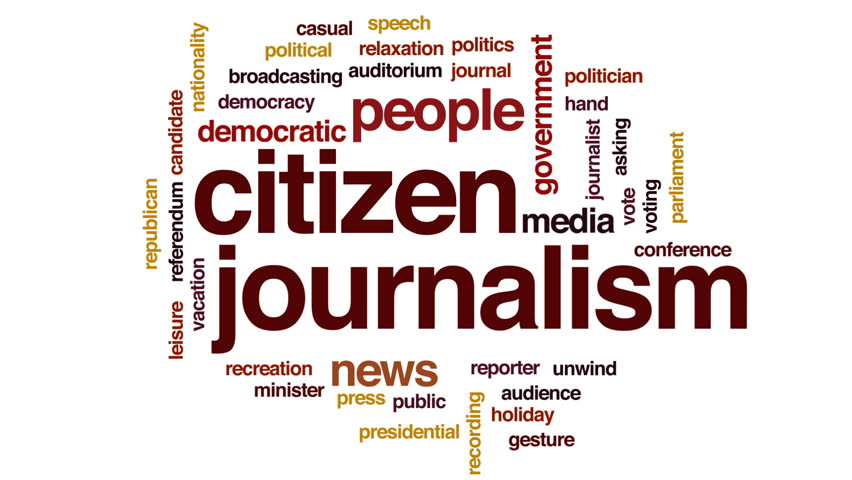 casual
speech
political
relaxation
politics
broadcasting
auditorium
journal
politician
nationality
democracy
people
government
hand
candidate
democratic
journalist
asking
parliament
citizen
republican
referendum
media
vote
voting
conference
vacation
journalism
leisure
recreation
news
reporter
unwind
minister
press
public
audience
holiday
presidential
recording
gesture